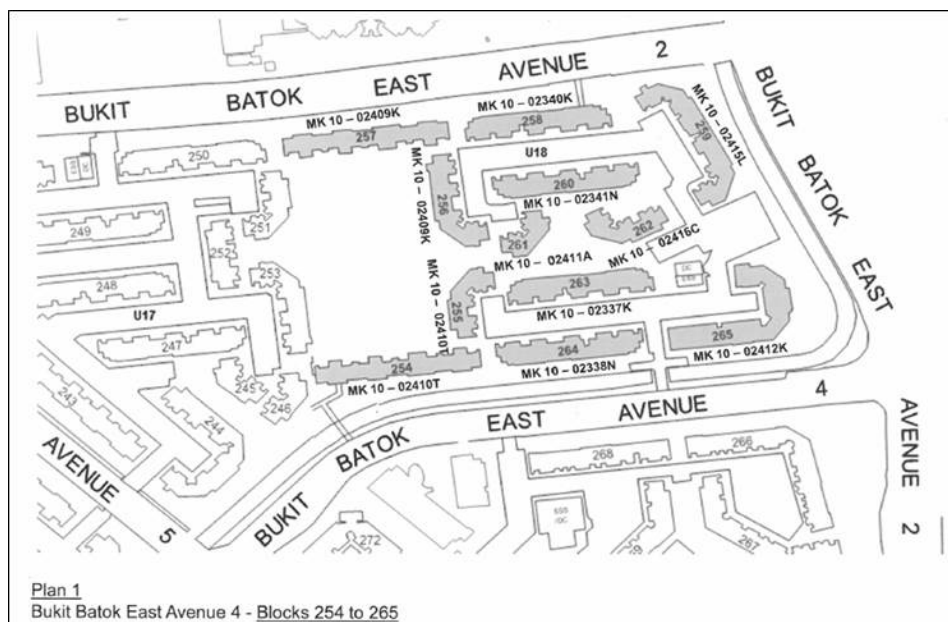 BUKIT BATOK EAST AVENUE 2
BUKIT BATOK EAST
AVENUE 2
MK 10 – 02409K
257
MK 10 – 02340K
258
MK 10 – 02415L
259
250
U18
260
MK 10 – 02341N
256
MK 10 – 02409K
251
249
252
261
262
MK 10 – 02416C
MK 10 – 02411A
253
248
263
255
MK 10 – 02410T
MK 10 – 02337K
U17
247
265
264
MK 10 – 02412K
254
MK 10 – 02338N
MK 10 – 02410T
245
246
243
244
BUKIT BATOK EAST AVENUE 4
AVENUE 5
268
266
267
272
Plan 1
Bukit Batok East Avenue 4 - Blocks 254 to 265